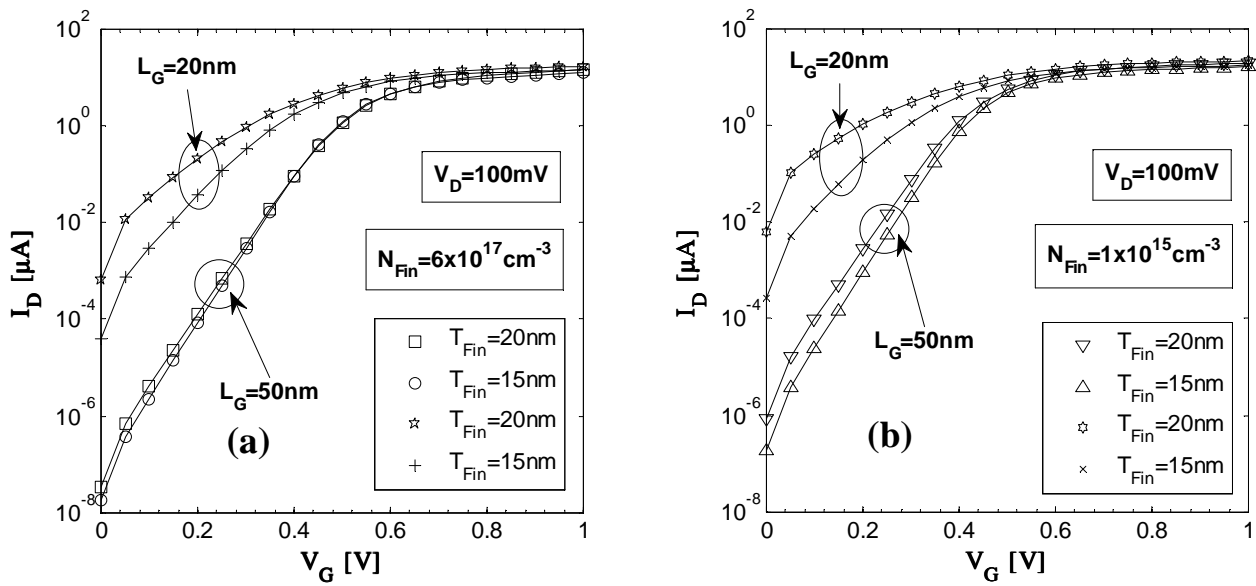 10^2
10^0
10^-2
10^-4
10^-6
10^-8
I_D [µA]
L_G=20nm
V_D=100mV
N_Fin=6x10^17cm^-3
L_G=50nm
(a)
T_Fin=20nm
T_Fin=15nm
T_Fin=20nm
T_Fin=15nm
0 0.2 0.4 0.6 0.8 1
V_G [V]
10^2
10^0
10^-2
10^-4
10^-6
10^-8
I_D [µA]
L_G=20nm
V_D=100mV
N_Fin=1x10^15cm^-3
L_G=50nm
(b)
T_Fin=20nm
T_Fin=15nm
T_Fin=20nm
T_Fin=15nm
0 0.2 0.4 0.6 0.8 1
V_G [V]